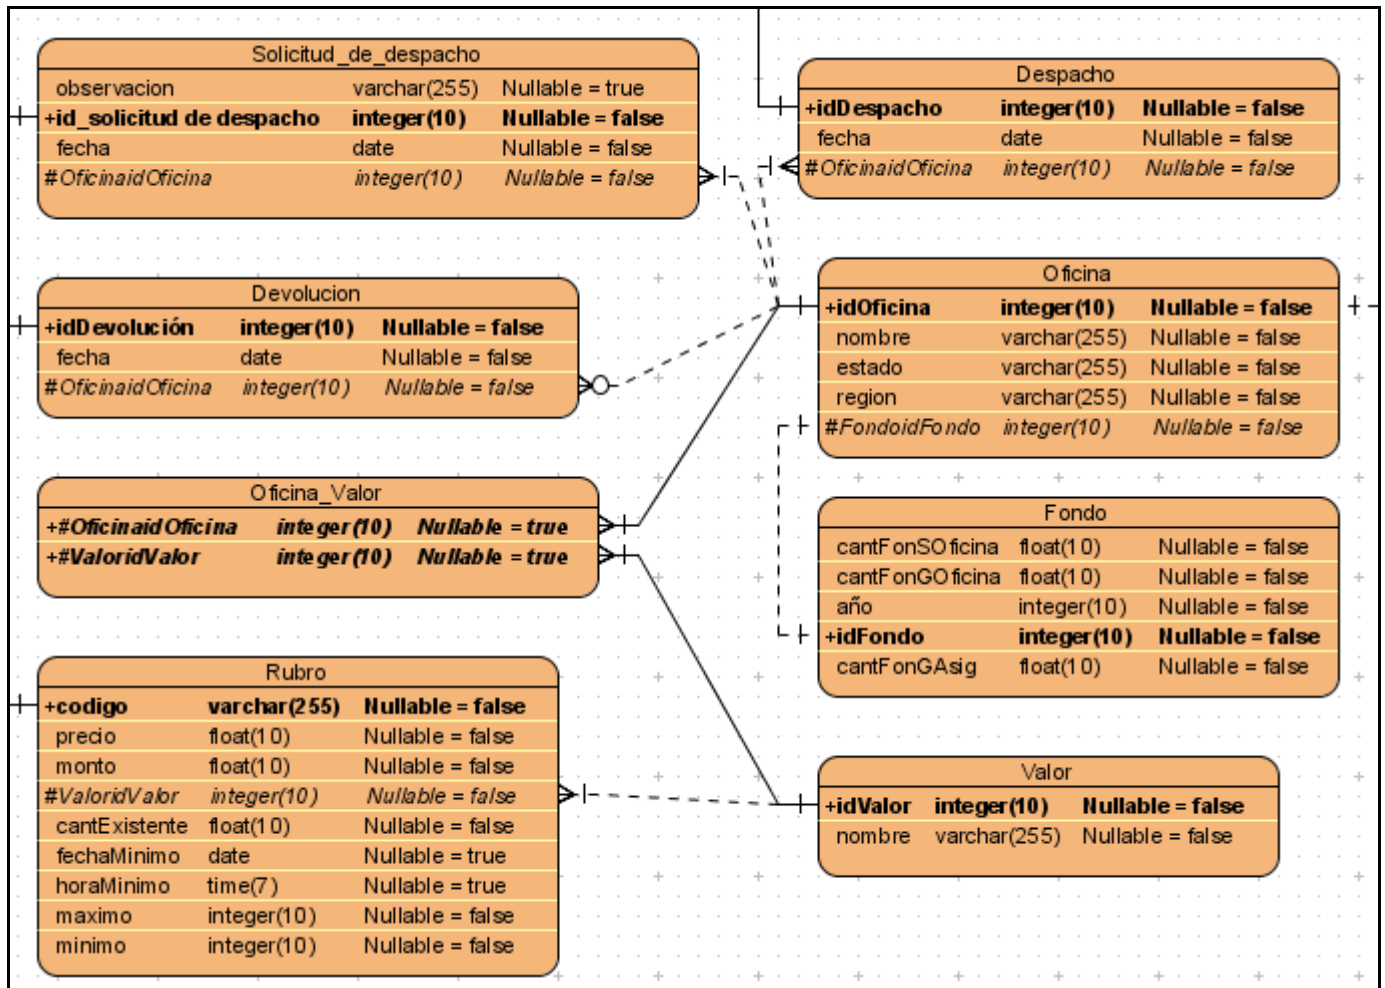 Solicitud_de_despacho
observacion varchar(255) Nullable = true
+id_solicitud de despacho integer(10) Nullable = false
fecha date Nullable = false
#OficinaidOficina integer(10) Nullable = false
Despacho
+idDespacho integer(10) Nullable = false
fecha date Nullable = false
#OficinaidOficina integer(10) Nullable = false
Devolucion
+idDevolución integer(10) Nullable = false
fecha date Nullable = false
#OficinaidOficina integer(10) Nullable = false
Oficina
+idOficina integer(10) Nullable = false
nombre varchar(255) Nullable = false
estado varchar(255) Nullable = false
region varchar(255) Nullable = false
#FondoidFondo integer(10) Nullable = false
Oficina_Valor
+#OficinaidOficina integer(10) Nullable = true
+#ValoridValor integer(10) Nullable = true
Fondo
cantFonSOficina float(10) Nullable = false
cantFonGOficina float(10) Nullable = false
año integer(10) Nullable = false
+idFondo integer(10) Nullable = false
cantFonGAsig float(10) Nullable = false
Rubro
+codigo varchar(255) Nullable = false
precio float(10) Nullable = false
monto float(10) Nullable = false
#ValoridValor integer(10) Nullable = false
cantExistente float(10) Nullable = false
fechaMinimo date Nullable = true
horaMinimo time(7) Nullable = true
maximo integer(10) Nullable = false
minimo integer(10) Nullable = false
Valor
+idValor integer(10) Nullable = false
nombre varchar(255) Nullable = false